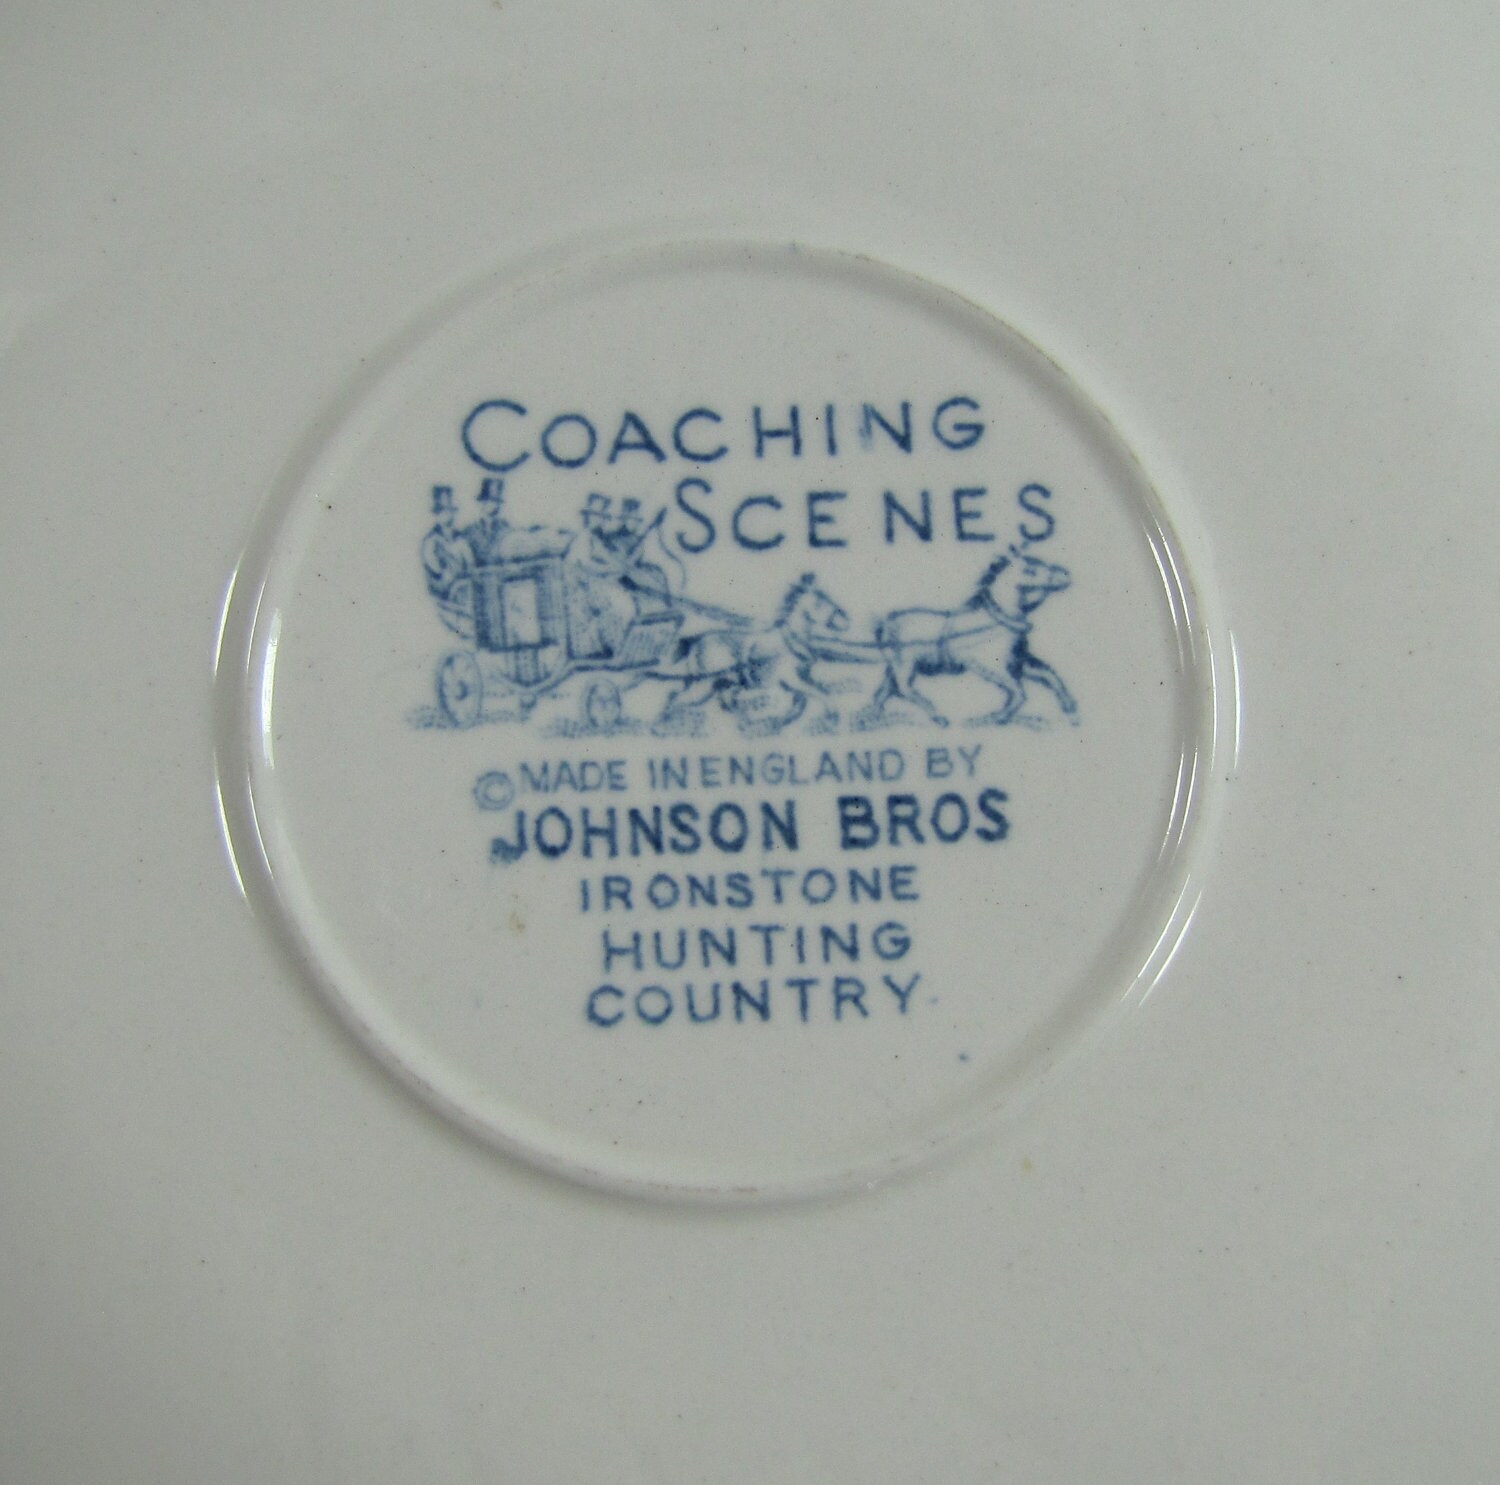 COACHING
SCENES
©MADE IN ENGLAND BY
JOHNSON BROS
IRONSTONE
HUNTING
COUNTRY